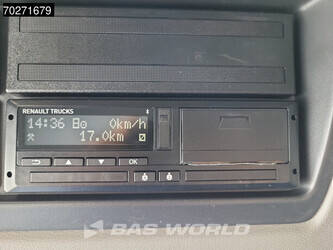 70271679
RENAULT TRUCKS
14:36 0km/h
17.0km
OK
BAS WORLD